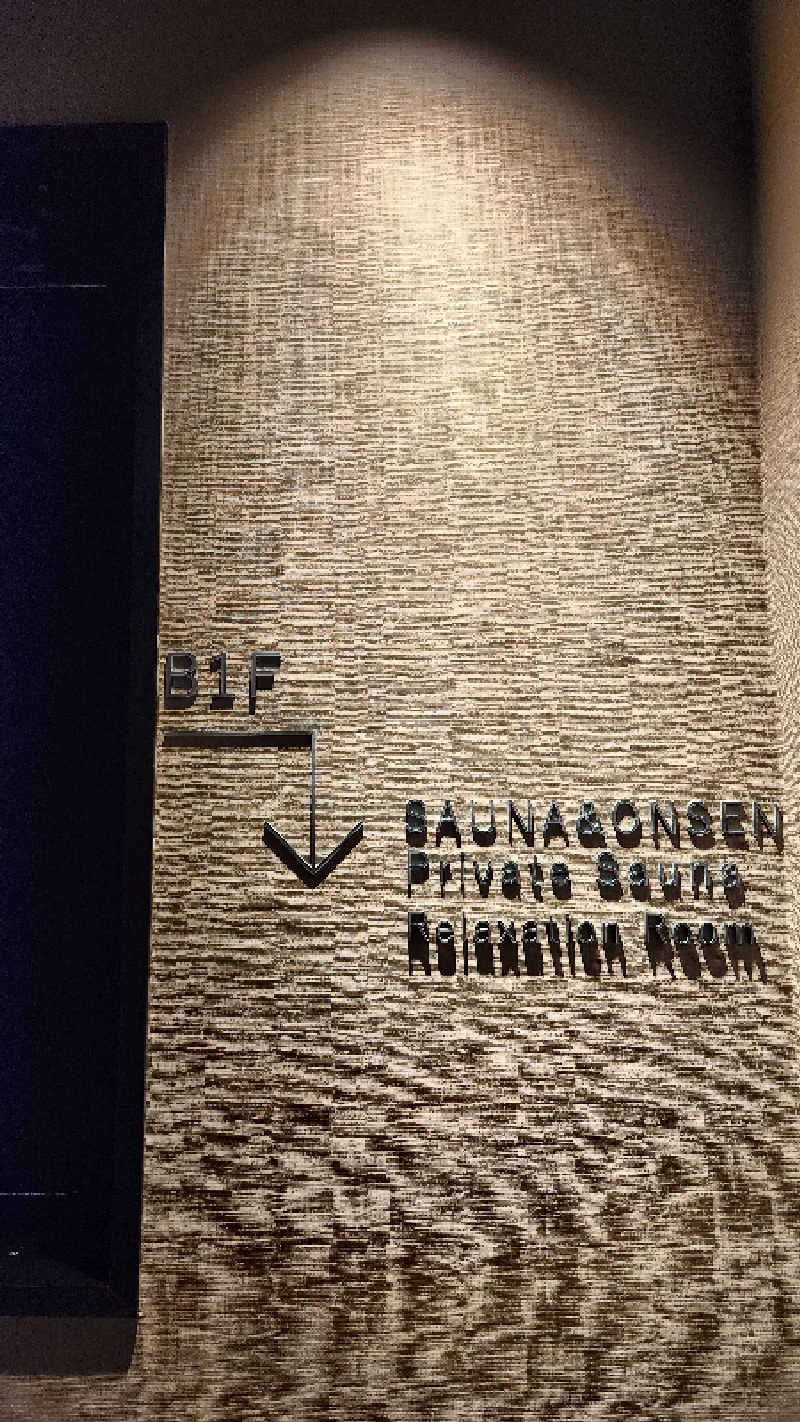 B1F
SAUNA&ONSEN
Private Sauna
Relaxation Room